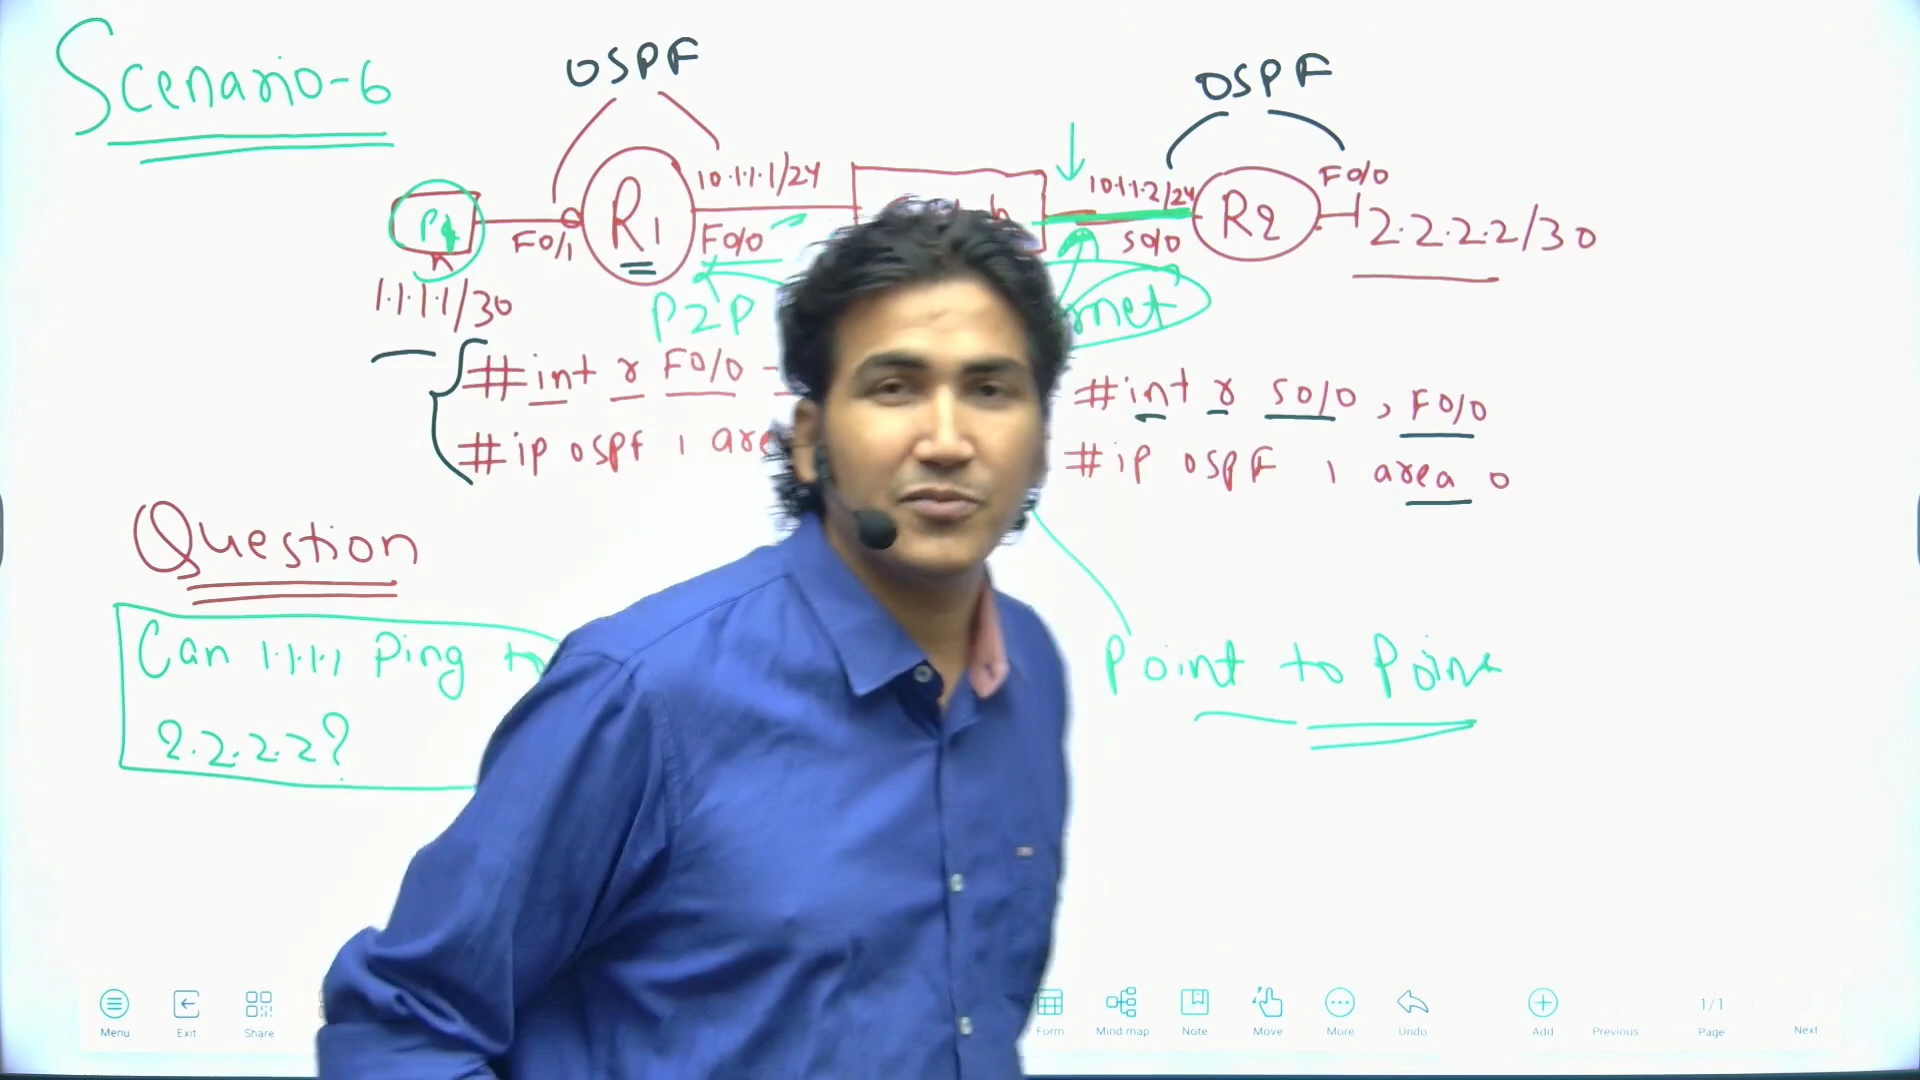 Scenario-6
OSPF
OSPF
F0/1
R1
10.1.1.1/24
F0/0
10.1.1.2/24
S0/0
R2
F0/0
2.2.2.2/30
1.1.1.1/30
P2P
#int r F0/0
#ip ospf 1
#int r S0/0, F0/0
#ip ospf 1 area 0
Question
Can 1.1.1.1 Ping to
2.2.2.2?
Point to Point
Menu
Exit
Share
Form
Mind map
Note
Move
More
Undo
Add
Previous
1/1
Page
Next